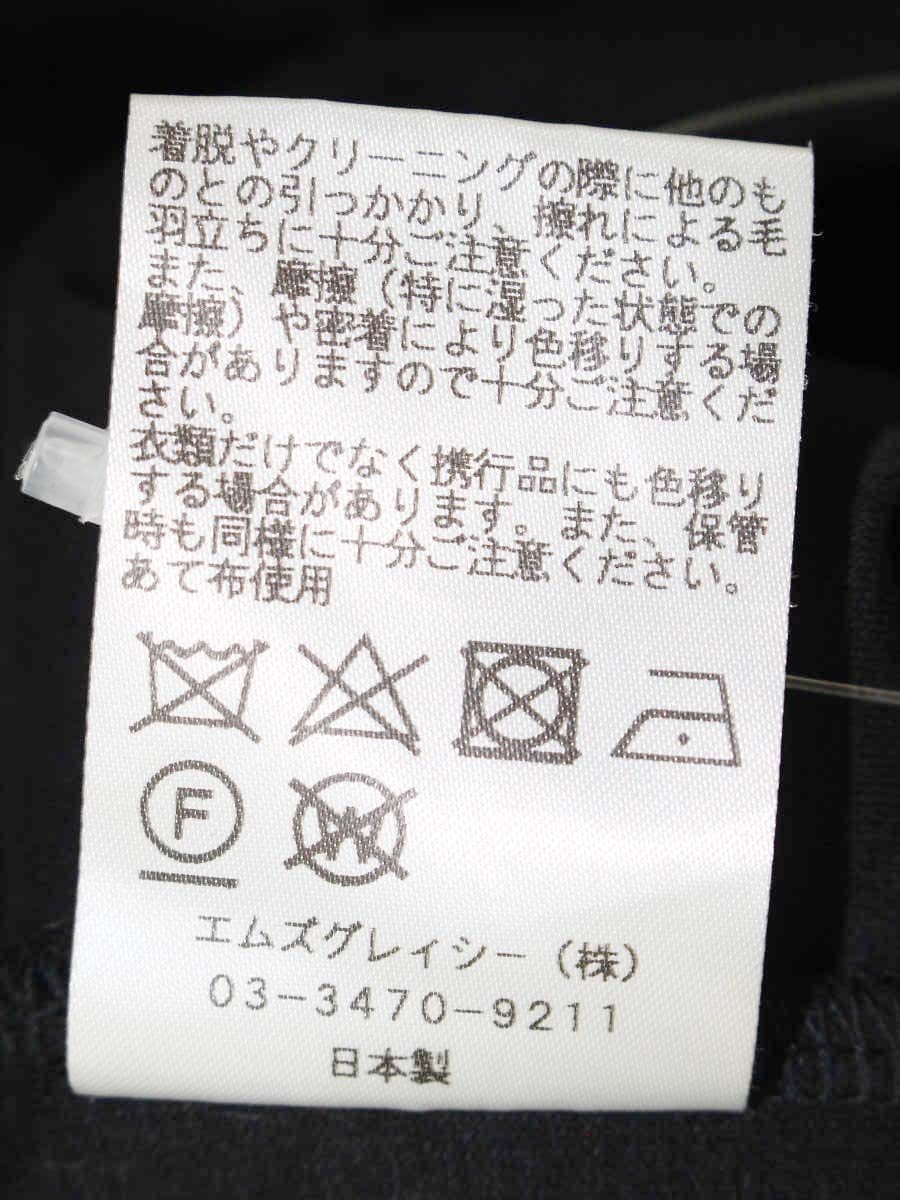 着脱やクリーニングの際に他のも
のとの引っかかり、擦れによる毛
羽立ちに十分ご注意ください。
また、摩擦（特に湿った状態での
摩擦）や密着により色移りする場
合がありますので十分ご注意くだ
さい。
衣類だけでなく携行品にも色移り
する場合があります。また、保管
時も同様に十分ご注意ください。
あて布使用
F
W
エムズグレイシー（株）
03-3470-9211
日本製